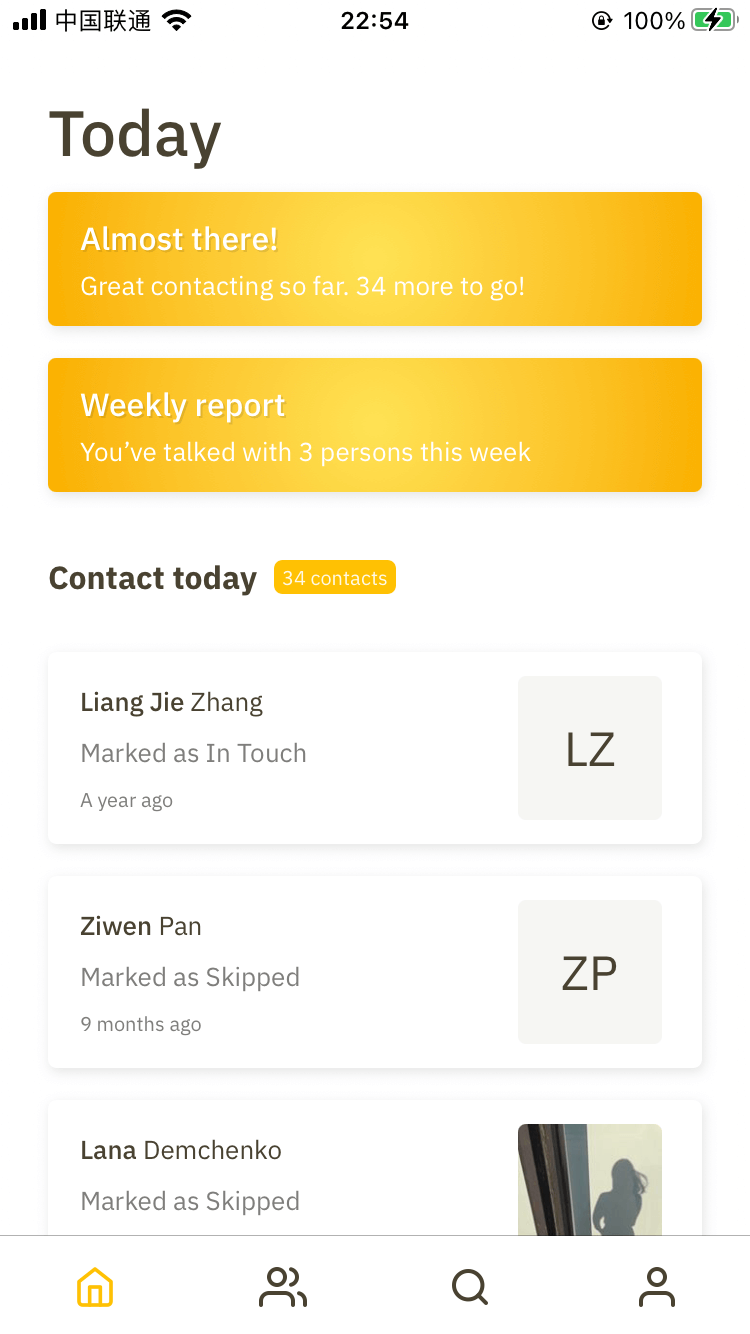 中国联通 22:54 100%
Today
Almost there!
Great contacting so far. 34 more to go!
Weekly report
You’ve talked with 3 persons this week
Contact today 34 contacts
Liang Jie Zhang
Marked as In Touch
A year ago
LZ
Ziwen Pan
Marked as Skipped
9 months ago
ZP
Lana Demchenko
Marked as Skipped